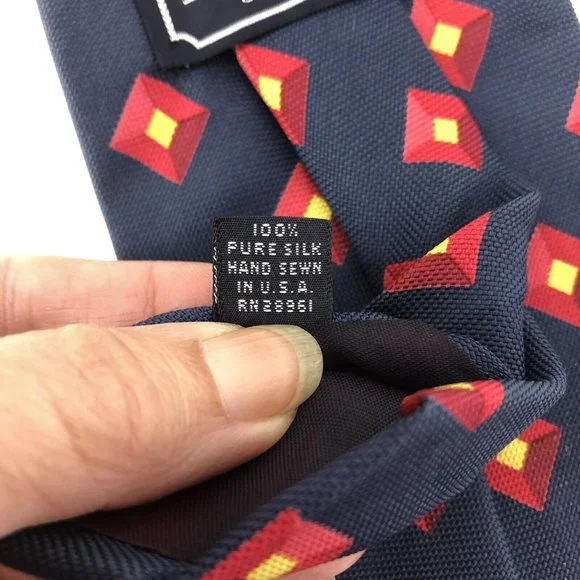 100%
PURE SILK
HAND SEWN
IN U.S.A.
RN28961